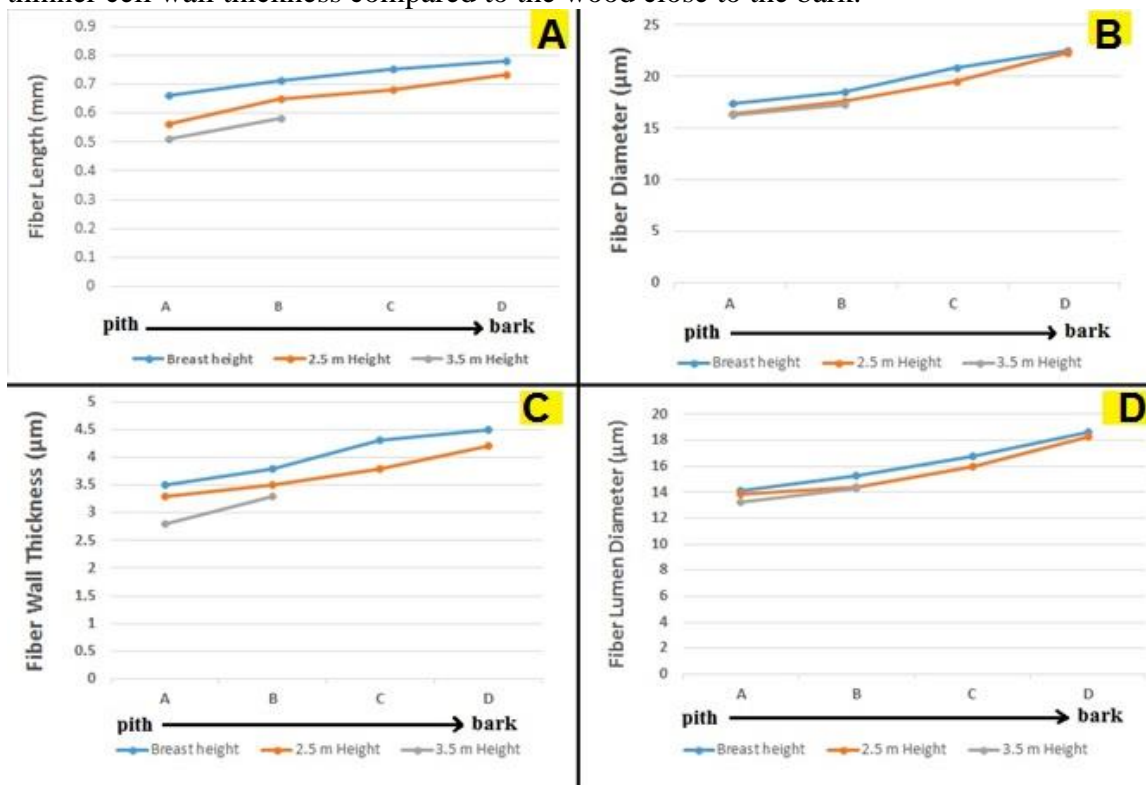 thinner cell wall thickness compared to the wood close to the bark.
A
Fiber Length (mm)
0.9
0.8
0.7
0.6
0.5
0.4
0.3
0.2
0.1
0
A B C D
pith bark
Breast height 2.5 m Height 3.5 m Height
B
Fiber Diameter (µm)
25
20
15
10
5
0
A B C D
pith bark
Breast height 2.5 m Height 3.5 m Height
C
Fiber Wall Thickness (µm)
5
4.5
4
3.5
3
2.5
2
1.5
1
0.5
0
A B C D
pith bark
Breast height 2.5 m Height 3.5 m Height
D
Fiber Lumen Diameter (µm)
20
18
16
14
12
10
8
6
4
2
0
A B C D
pith bark
Breast height 2.5 m Height 3.5 m Height